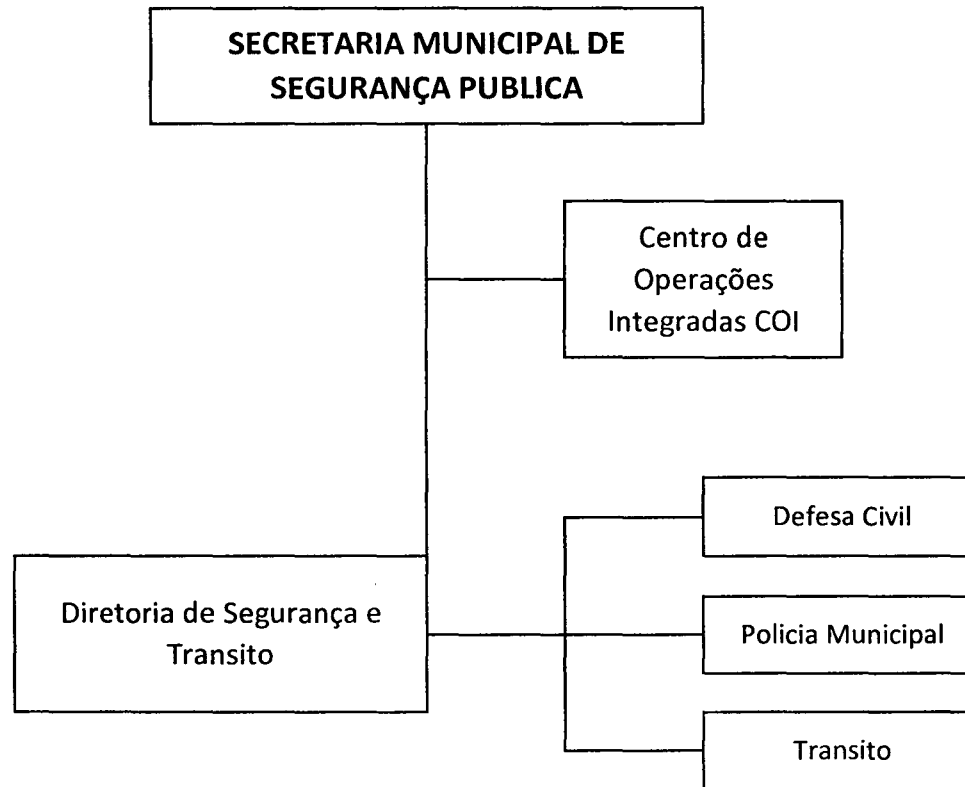 SECRETARIA MUNICIPAL DE
SEGURANÇA PUBLICA
Centro de
Operações
Integradas COI
Defesa Civil
Diretoria de Segurança e
Transito
Policia Municipal
Transito